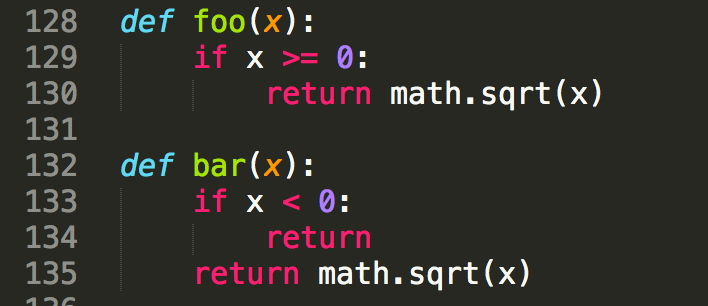 128 def foo(x):
129     if x >= 0:
130         return math.sqrt(x)
131
132 def bar(x):
133     if x < 0:
134         return
135     return math.sqrt(x)